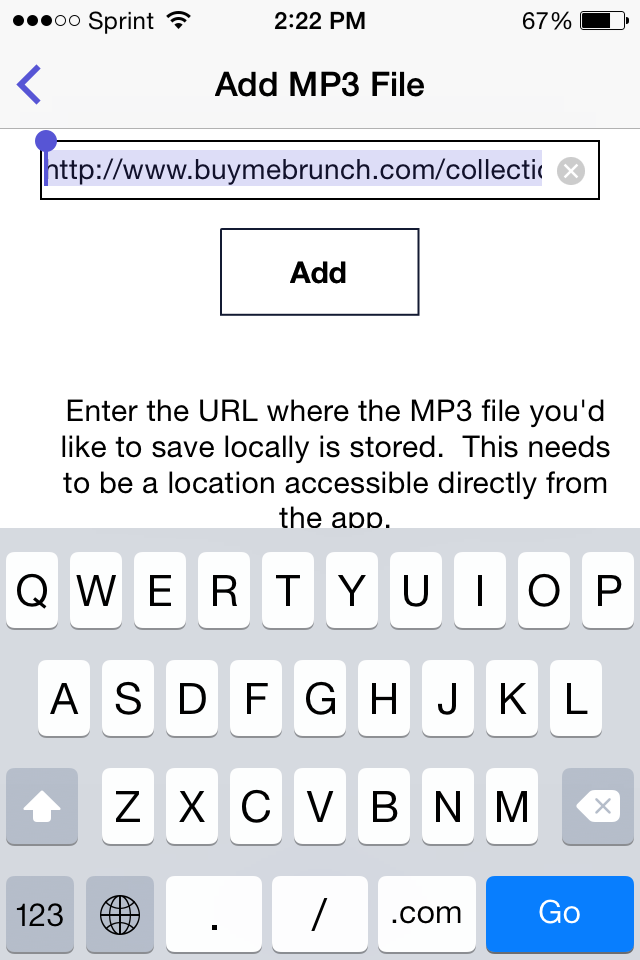 Sprint 2:22 PM 67%
Add MP3 File
http://www.buymebrunch.com/collectic
Add
Enter the URL where the MP3 file you'd
like to save locally is stored.  This needs
to be a location accessible directly from
the app.
Q W E R T Y U I O P
A S D F G H J K L
Z X C V B N M
123 . / .com Go